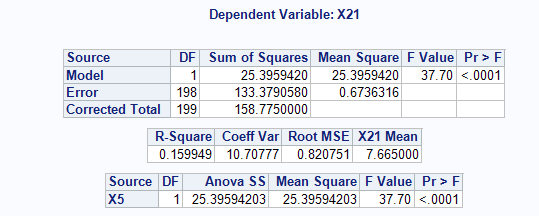 Dependent Variable: X21
Source DF Sum of Squares Mean Square F Value Pr > F
Model 1 25.3959420 25.3959420 37.70 <.0001
Error 198 133.3790580 0.6736316
Corrected Total 199 158.7750000
R-Square Coeff Var Root MSE X21 Mean
0.159949 10.70777 0.820751 7.665000
Source DF Anova SS Mean Square F Value Pr > F
X5 1 25.39594203 25.39594203 37.70 <.0001